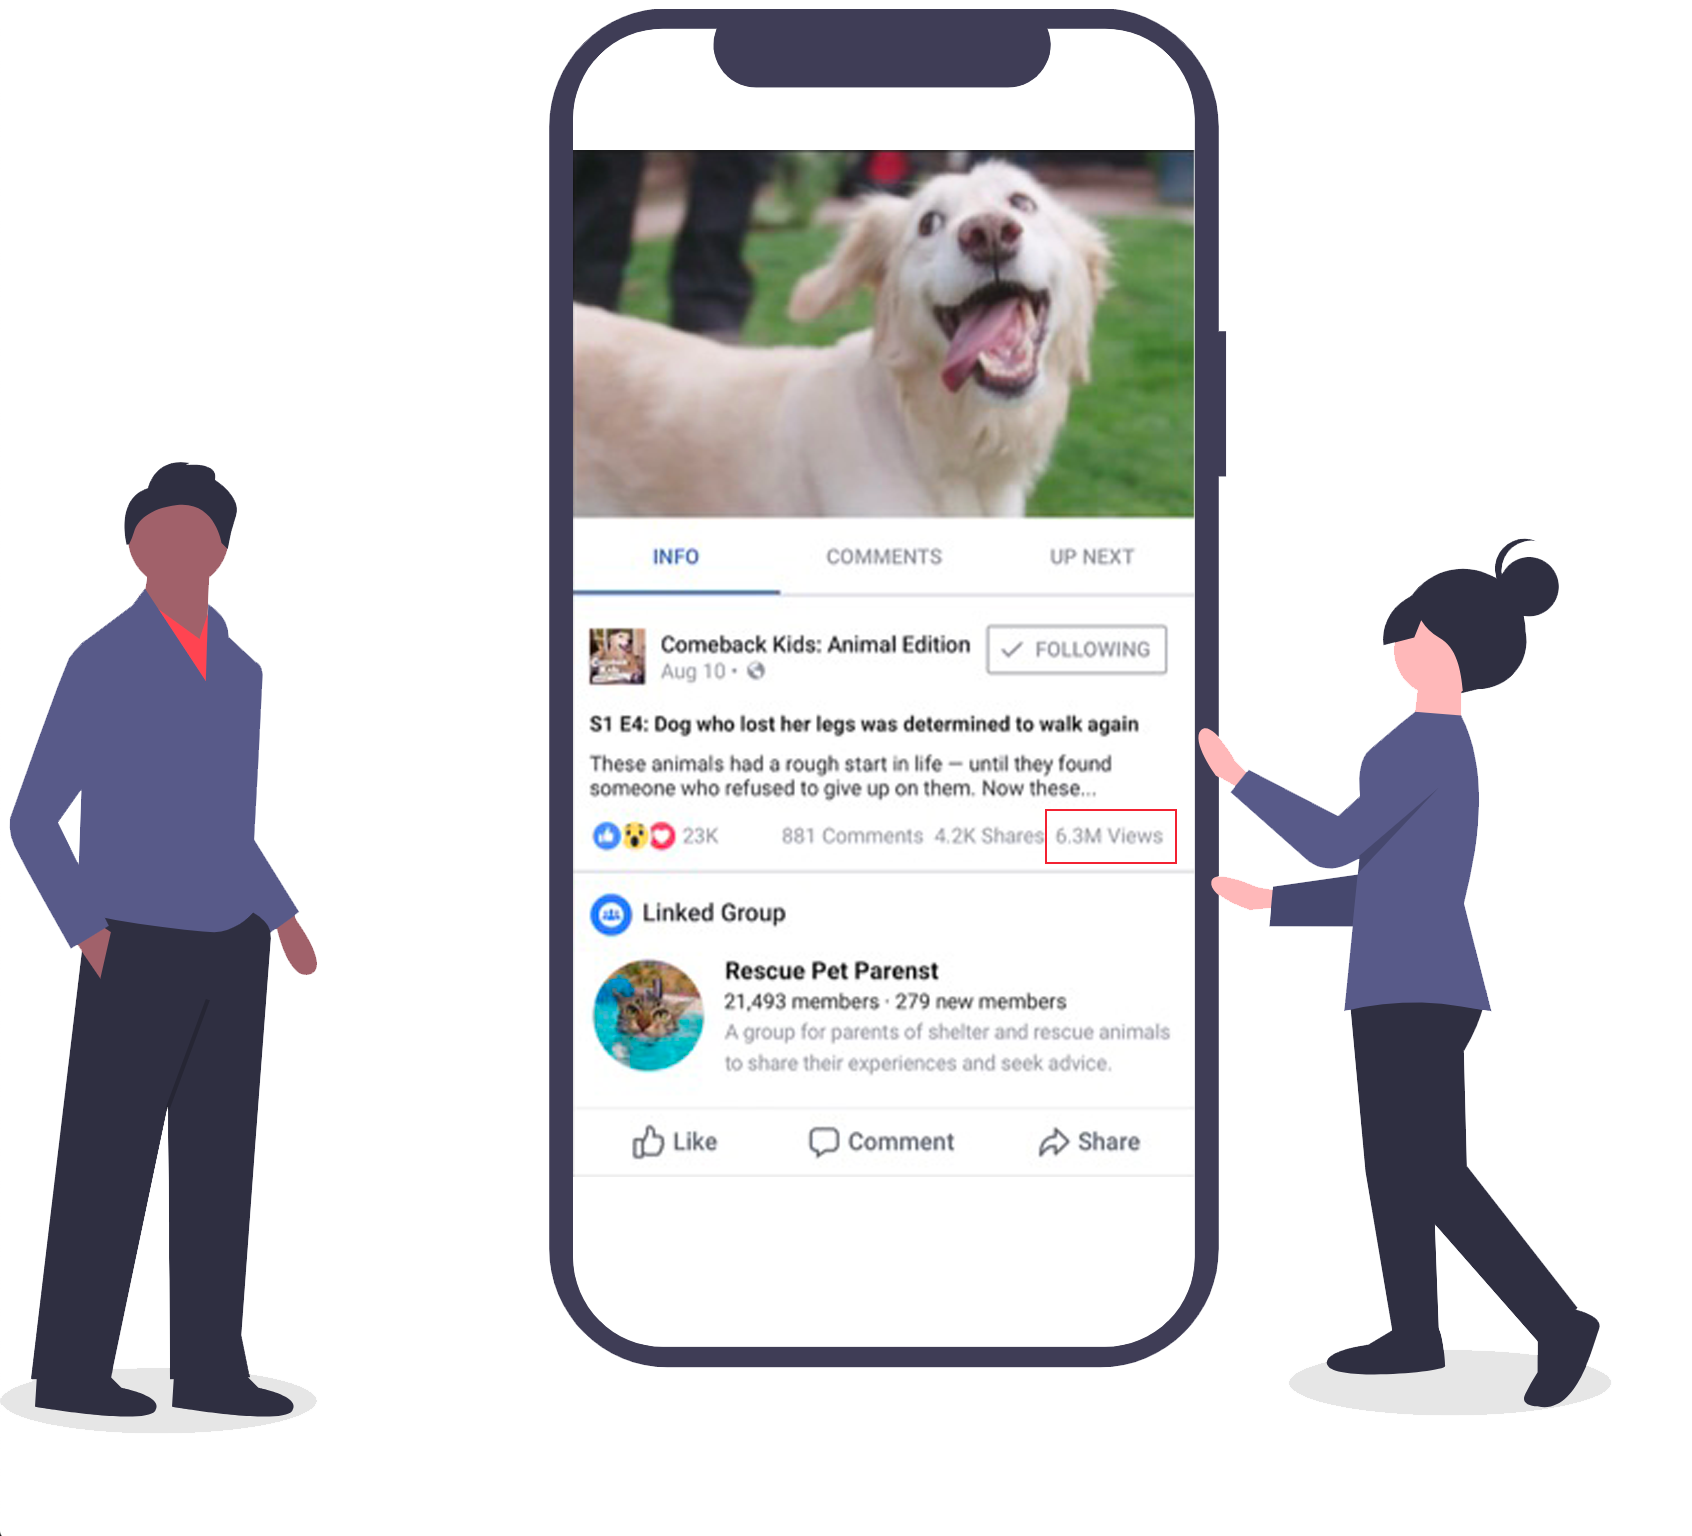 INFO COMMENTS UP NEXT
Comeback Kids: Animal Edition
FOLLOWING
Aug 10 •
S1 E4: Dog who lost her legs was determined to walk again
These animals had a rough start in life — until they found
someone who refused to give up on them. Now these...
23K 881 Comments 4.2K Shares 6.3M Views
Linked Group
Rescue Pet Parenst
21,493 members · 279 new members
A group for parents of shelter and rescue animals
to share their experiences and seek advice.
Like Comment Share